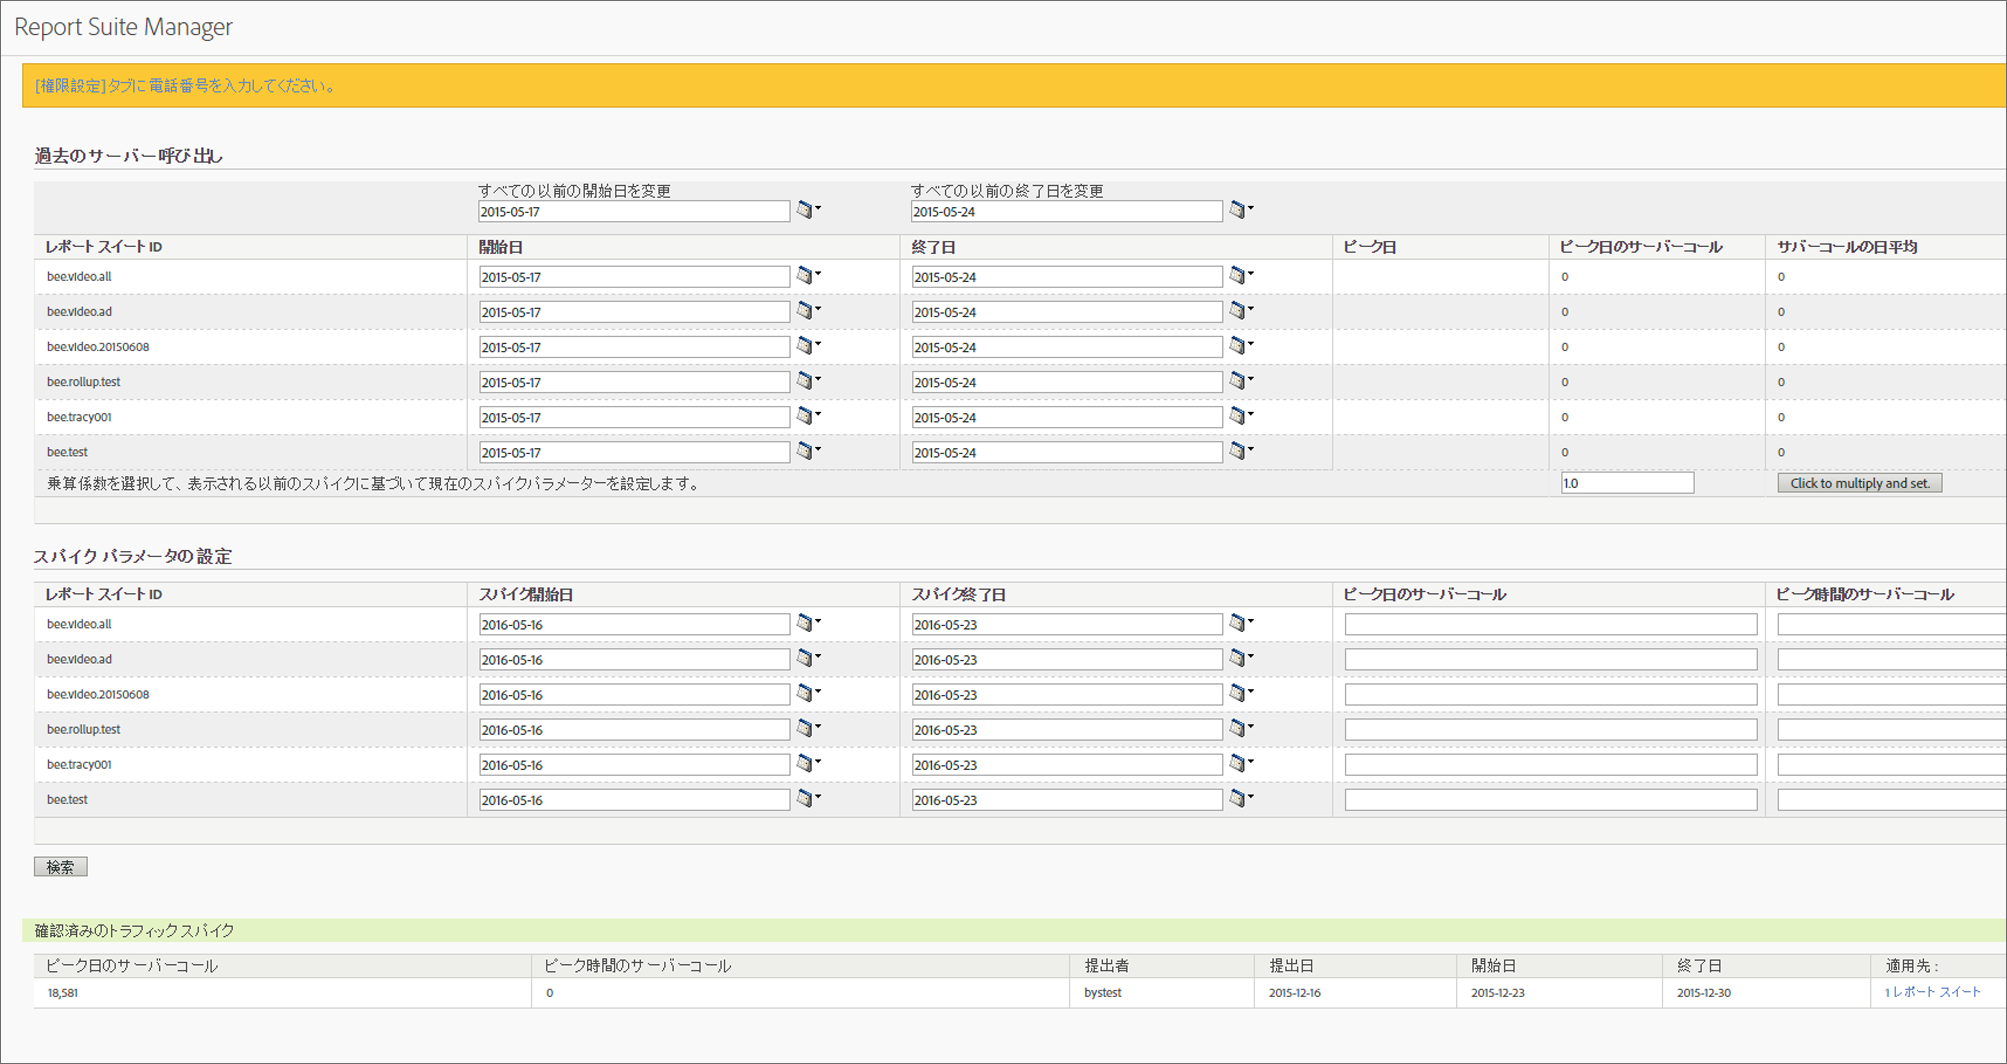 Report Suite Manager
[権限設定]タブに電話番号を入力してください。
過去のサーバー呼び出し
すべての以前の開始日を変更 すべての以前の終了日を変更
2015-05-17 2015-05-24
レポート スイート ID 開始日 終了日 ピーク日 ピーク日のサーバーコール サバーコールの日平均
bee.video.all 2015-05-17 2015-05-24 0 0
bee.video.ad 2015-05-17 2015-05-24 0 0
bee.video.20150608 2015-05-17 2015-05-24 0 0
bee.rollup.test 2015-05-17 2015-05-24 0 0
bee.tracy001 2015-05-17 2015-05-24 0 0
bee.test 2015-05-17 2015-05-24 0 0
乗算係数を選択して、表示される以前のスパイクに基づいて現在のスパイクパラメーターを設定します。 1.0 Click to multiply and set.
スパイク パラメータの設定
レポート スイート ID スパイク開始日 スパイク終了日 ピーク日のサーバーコール ピーク時間のサーバーコール
bee.video.all 2016-05-16 2016-05-23
bee.video.ad 2016-05-16 2016-05-23
bee.video.20150608 2016-05-16 2016-05-23
bee.rollup.test 2016-05-16 2016-05-23
bee.tracy001 2016-05-16 2016-05-23
bee.test 2016-05-16 2016-05-23
検索
確認済みのトラフィック スパイク
ピーク日のサーバーコール ピーク時間のサーバーコール 提出者 提出日 開始日 終了日 適用先 :
18,581 0 bystest 2015-12-16 2015-12-23 2015-12-30 1 レポート スイート